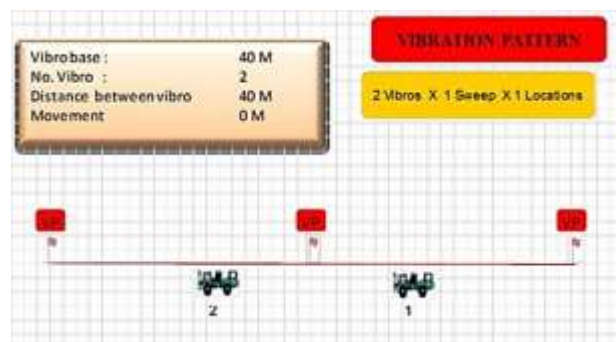 VIBRATION PATTERN
Vibrobase : 40 M
No. Vibro : 2
Distance between vibro 40 M
Movement 0 M
2 Vibros X 1 Sweep X 1 Locations
VP VP VP
2 1